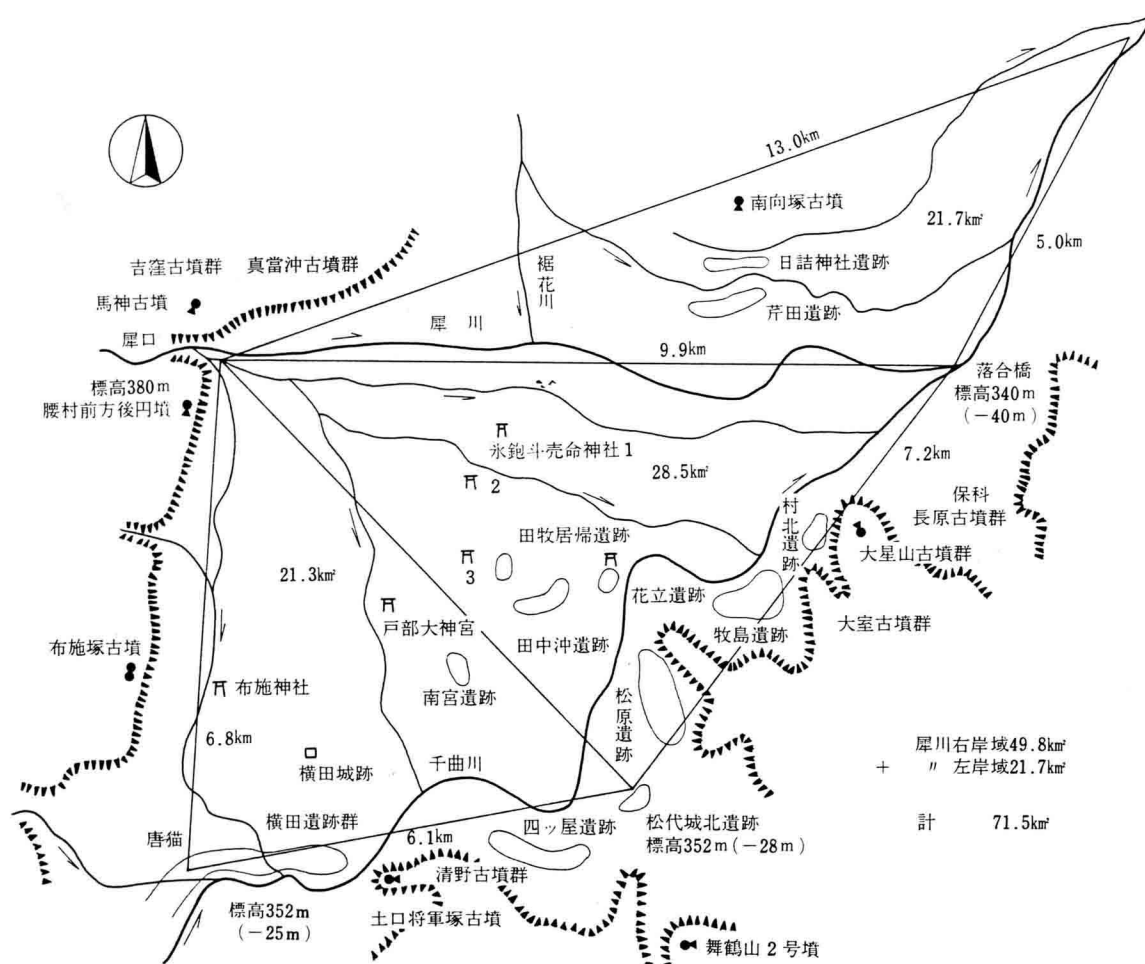 13.0km
南向塚古墳
21.7km²
5.0km
吉窪古墳群
真當沖古墳群
裾花川
日詰神社遺跡
馬神古墳
芹田遺跡
犀口
犀川
9.9km
標高380m
腰村前方後円墳
落合橋
標高340m
(−40m)
氷鉋斗売命神社1
28.5km²
7.2km
2
保科
長原古墳群
村北遺跡
大星山古墳群
田牧居帰遺跡
3
21.3km²
花立遺跡
戸部大神宮
田中沖遺跡
牧島遺跡
大室古墳群
布施塚古墳
布施神社
南宮遺跡
松原遺跡
6.8km
横田城跡
千曲川
犀川右岸域49.8km²
+ 〃 左岸域21.7km²
計 71.5km²
唐猫
横田遺跡群
6.1km
四ッ屋遺跡
松代城北遺跡
標高352m(−28m)
清野古墳群
標高352m
(−25m)
土口将軍塚古墳
舞鶴山2号墳